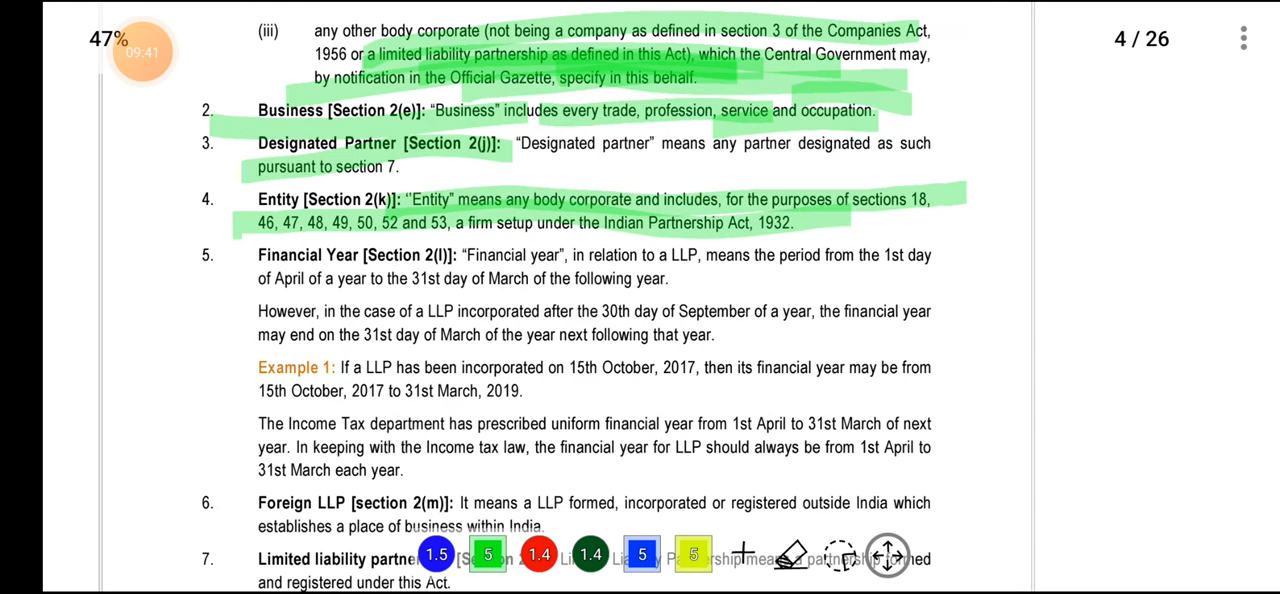 47%
09:41
4 / 26
(iii) any other body corporate (not being a company as defined in section 3 of the Companies Act,
1956 or a limited liability partnership as defined in this Act), which the Central Government may,
by notification in the Official Gazette, specify in this behalf.
2. Business [Section 2(e)]: “Business” includes every trade, profession, service and occupation.
3. Designated Partner [Section 2(j)]: “Designated partner” means any partner designated as such
pursuant to section 7.
4. Entity [Section 2(k)]: ‘'Entity” means any body corporate and includes, for the purposes of sections 18,
46, 47, 48, 49, 50, 52 and 53, a firm setup under the Indian Partnership Act, 1932.
5. Financial Year [Section 2(l)]: “Financial year”, in relation to a LLP, means the period from the 1st day
of April of a year to the 31st day of March of the following year.
However, in the case of a LLP incorporated after the 30th day of September of a year, the financial year
may end on the 31st day of March of the year next following that year.
Example 1: If a LLP has been incorporated on 15th October, 2017, then its financial year may be from
15th October, 2017 to 31st March, 2019.
The Income Tax department has prescribed uniform financial year from 1st April to 31st March of next
year. In keeping with the Income tax law, the financial year for LLP should always be from 1st April to
31st March each year.
6. Foreign LLP [section 2(m)]: It means a LLP formed, incorporated or registered outside India which
establishes a place of business within India.
1.5 5 1.4 1.4 5 5
7. Limited liability means a partnership formed
and registered under this Act.